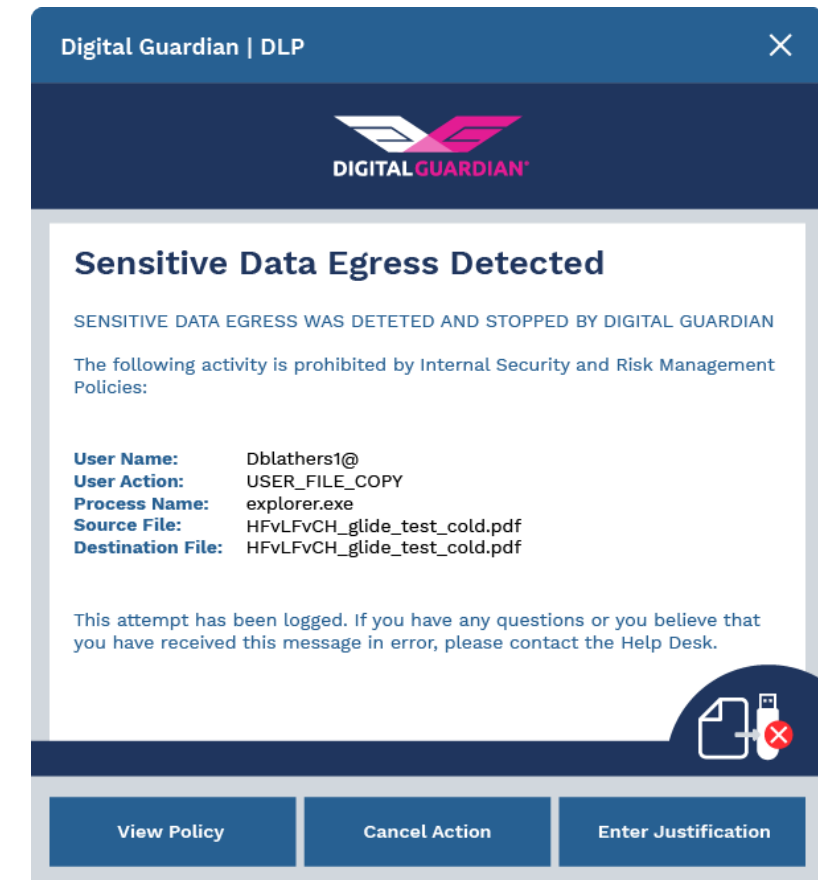 Digital Guardian | DLP
DIGITALGUARDIAN®
Sensitive Data Egress Detected
SENSITIVE DATA EGRESS WAS DETETED AND STOPPED BY DIGITAL GUARDIAN
The following activity is prohibited by Internal Security and Risk Management
Policies:
User Name: Dblathers1@
User Action: USER_FILE_COPY
Process Name: explorer.exe
Source File: HFvLFvCH_glide_test_cold.pdf
Destination File: HFvLFvCH_glide_test_cold.pdf
This attempt has been logged. If you have any questions or you believe that
you have received this message in error, please contact the Help Desk.
View Policy
Cancel Action
Enter Justification